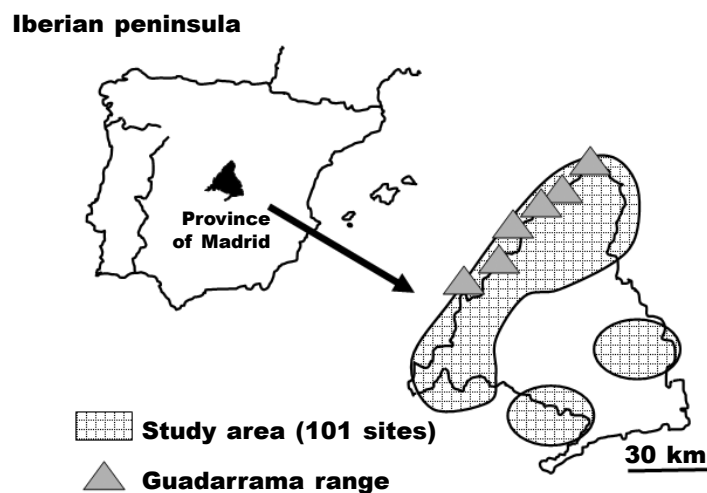 Iberian peninsula
Province
of Madrid
Study area (101 sites)
Guadarrama range
30 km